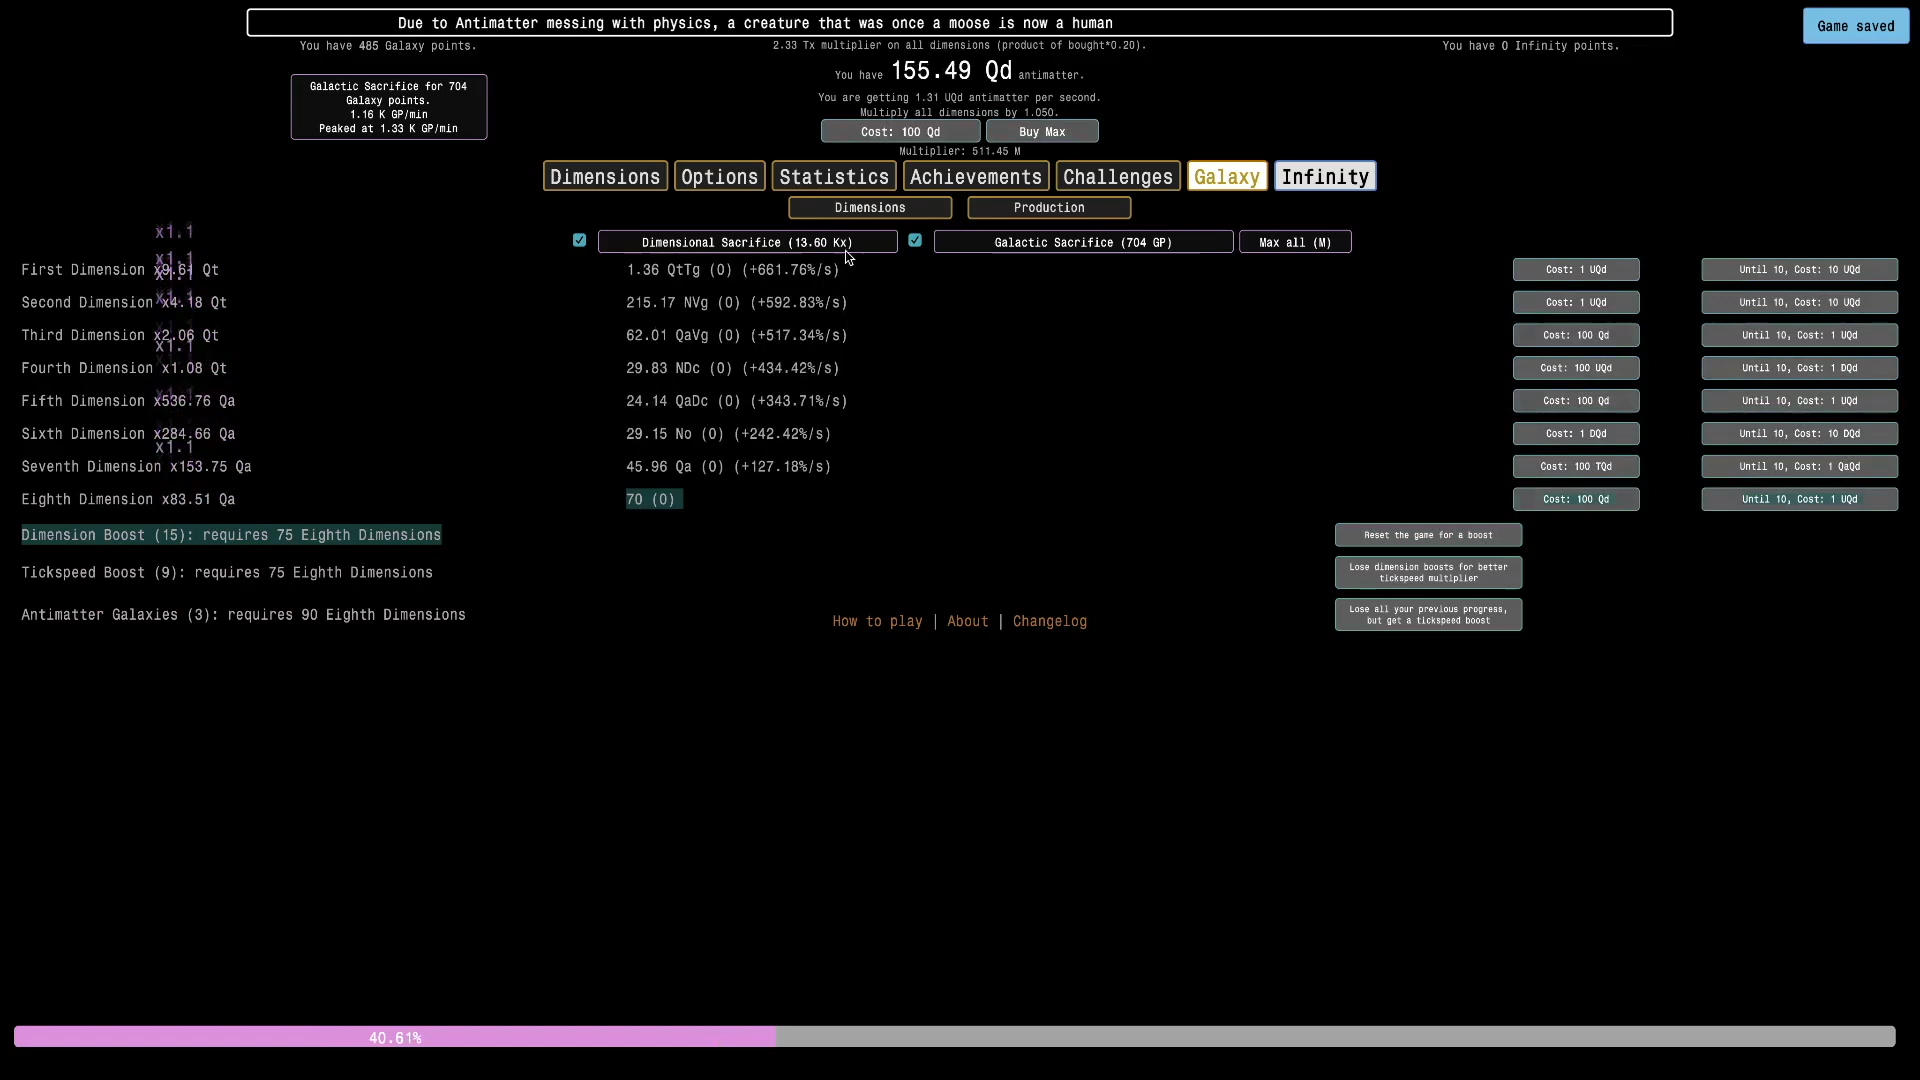 Due to Antimatter messing with physics, a creature that was once a moose is now a human
Game saved
You have 485 Galaxy points.
2.33 Tx multiplier on all dimensions (product of bought*0.20).
You have 0 Infinity points.
Galactic Sacrifice for 704
Galaxy points.
1.16 K GP/min
Peaked at 1.33 K GP/min
You have 155.49 Qd antimatter.
You are getting 1.31 UQd antimatter per second.
Multiply all dimensions by 1.050.
Cost: 100 Qd Buy Max
Multiplier: 511.45 M
Dimensions Options Statistics Achievements Challenges Galaxy Infinity
Dimensions Production
Dimensional Sacrifice (13.60 Kx) Galactic Sacrifice (704 GP) Max all (M)
x1.1
x1.1
x1.1
First Dimension x9.61 Qt 1.36 QtTg (0) (+661.76%/s) Cost: 1 UQd Until 10, Cost: 10 UQd
Second Dimension x4.18 Qt 215.17 NVg (0) (+592.83%/s) Cost: 1 UQd Until 10, Cost: 10 UQd
Third Dimension x2.06 Qt 62.01 QaVg (0) (+517.34%/s) Cost: 100 Qd Until 10, Cost: 1 UQd
x1.1
Fourth Dimension x1.08 Qt 29.83 NDc (0) (+434.42%/s) Cost: 100 UQd Until 10, Cost: 1 DQd
Fifth Dimension x536.76 Qa 24.14 QaDc (0) (+343.71%/s) Cost: 100 Qd Until 10, Cost: 1 UQd
Sixth Dimension x284.66 Qa 29.15 No (0) (+242.42%/s) Cost: 1 DQd Until 10, Cost: 10 DQd
x1.1
Seventh Dimension x153.75 Qa 45.96 Qa (0) (+127.18%/s) Cost: 100 TQd Until 10, Cost: 1 QaQd
Eighth Dimension x83.51 Qa 70 (0) Cost: 100 Qd Until 10, Cost: 1 UQd
Dimension Boost (15): requires 75 Eighth Dimensions Reset the game for a boost
Tickspeed Boost (9): requires 75 Eighth Dimensions Lose dimension boosts for better
tickspeed multiplier
Antimatter Galaxies (3): requires 90 Eighth Dimensions Lose all your previous progress,
but get a tickspeed boost
How to play | About | Changelog
40.61%